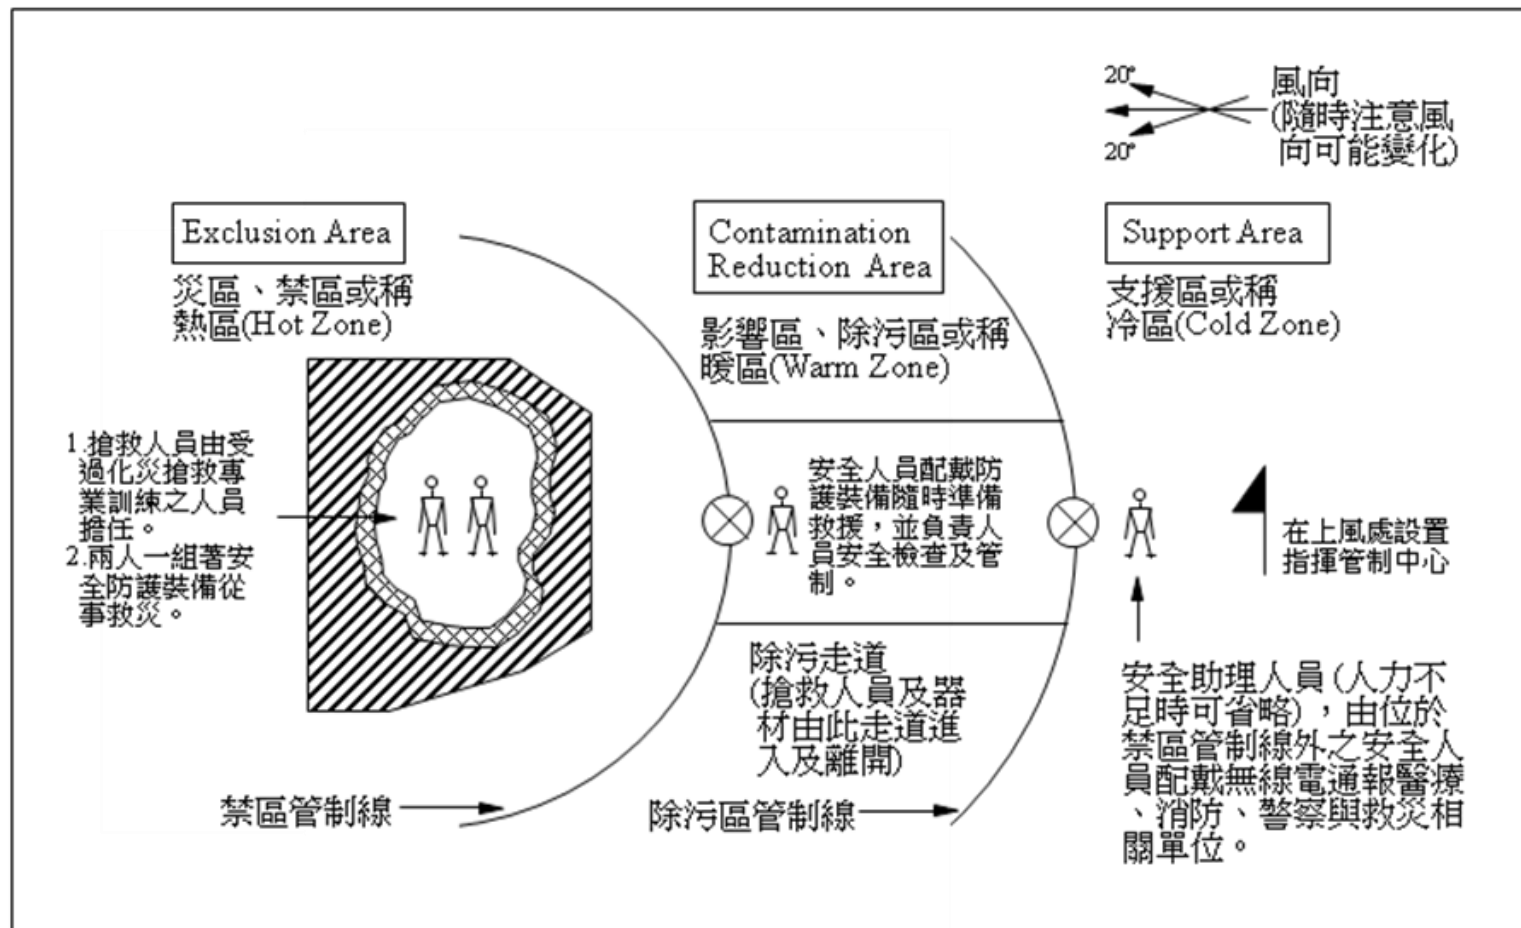 20°
20°
風向
(隨時注意風
向可能變化)
Exclusion Area
災區、禁區或稱
熱區(Hot Zone)
1.搶救人員由受
過化災搶救專
業訓練之人員
擔任。
2.兩人一組著安
全防護裝備從
事救災。
禁區管制線
Contamination
Reduction Area
影響區、除污區或稱
暖區(Warm Zone)
安全人員配戴防
護裝備隨時準備
救援，並負責人
員安全檢查及管
制。
除污走道
(搶救人員及器
材由此走道進
入及離開)
除污區管制線
Support Area
支援區或稱
冷區(Cold Zone)
在上風處設置
指揮管制中心
安全助理人員(人力不
足時可省略)，由位於
禁區管制線外之安全人
員配戴無線電通報醫療
、消防、警察與救災相
關單位。